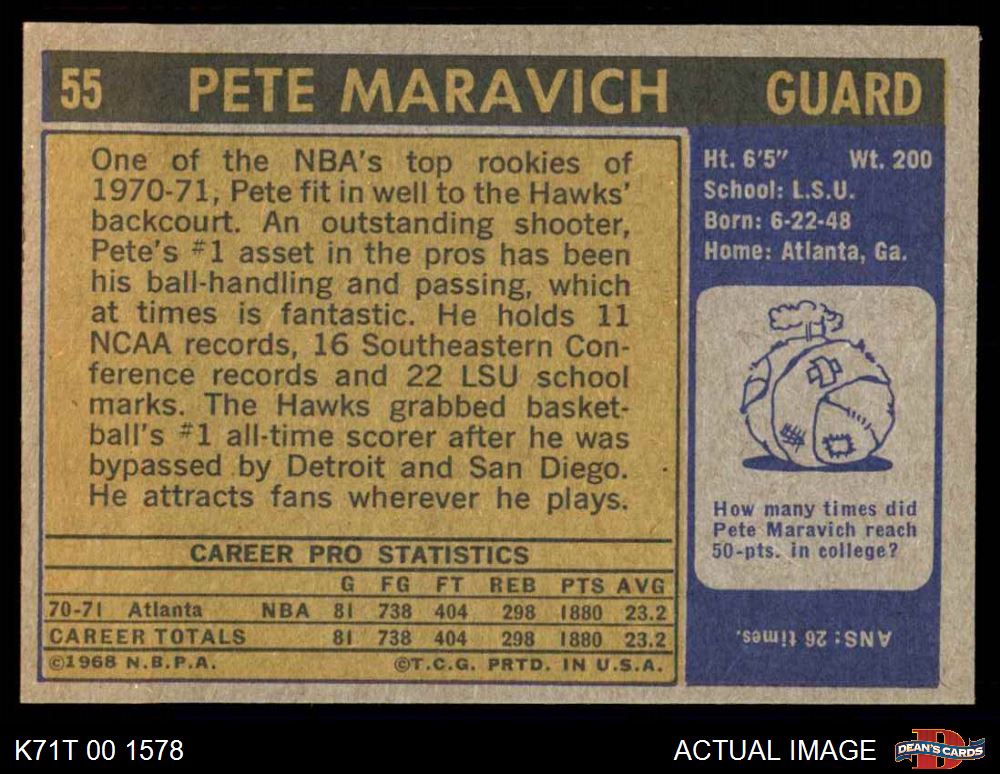 55 PETE MARAVICH GUARD
One of the NBA's top rookies of
1970-71, Pete fit in well to the Hawks'
backcourt. An outstanding shooter,
Pete's #1 asset in the pros has been
his ball-handling and passing, which
at times is fantastic. He holds 11
NCAA records, 16 Southeastern Con-
ference records and 22 LSU school
marks. The Hawks grabbed basket-
ball's #1 all-time scorer after he was
bypassed by Detroit and San Diego.
He attracts fans wherever he plays.
CAREER PRO STATISTICS
G FG FT REB PTS AVG
70-71 Atlanta NBA 81 738 404 298 1880 23.2
CAREER TOTALS 81 738 404 298 1880 23.2
©1968 N.B.P.A. ©T.C.G. PRTD. IN U.S.A.
Ht. 6'5" Wt. 200
School: L.S.U.
Born: 6-22-48
Home: Atlanta, Ga.
How many times did
Pete Maravich reach
50-pts. in college?
ANS: 26 times.
K71T 00 1578 ACTUAL IMAGE DEAN'S CARDS